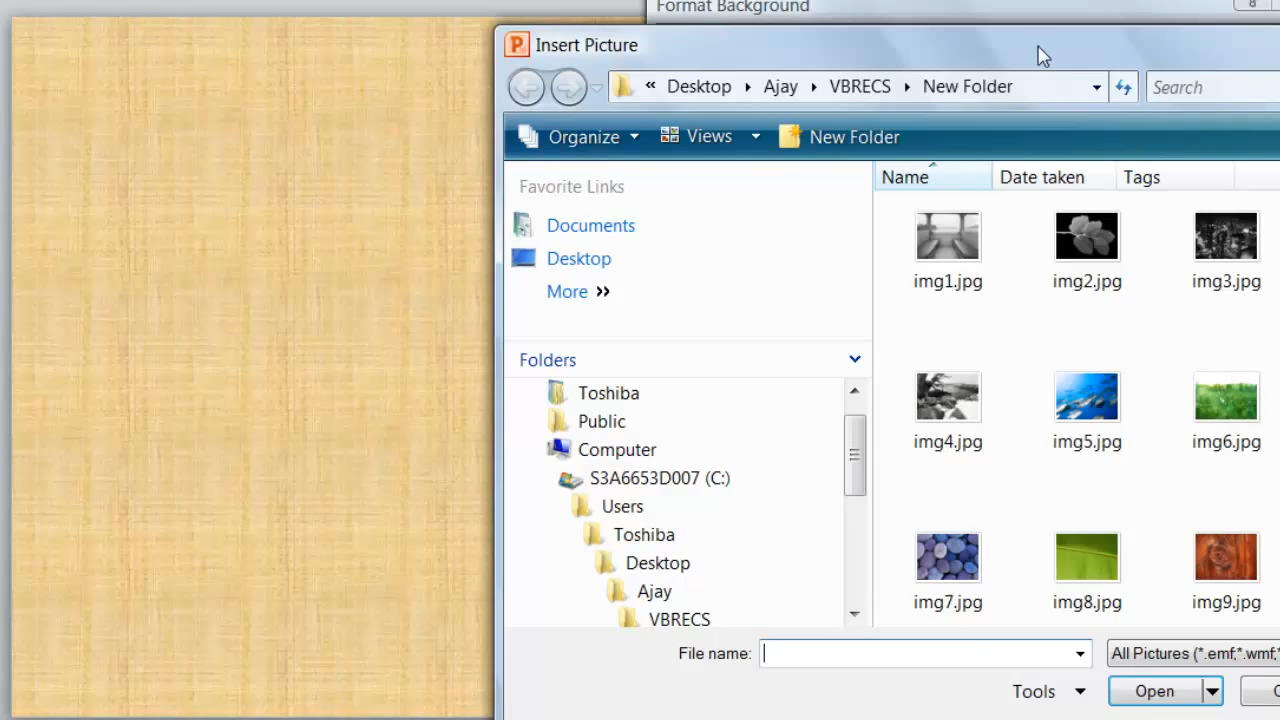 Format Background
Insert Picture
« Desktop Ajay VBRECS New Folder Search
Organize Views New Folder
Favorite Links
Documents
Desktop
More
Folders
Toshiba
Public
Computer
S3A6653D007 (C:)
Users
Toshiba
Desktop
Ajay
VBRECS
Name Date taken Tags
img1.jpg img2.jpg img3.jpg
img4.jpg img5.jpg img6.jpg
img7.jpg img8.jpg img9.jpg
File name: All Pictures (*.emf;*.wmf;*
Tools Open